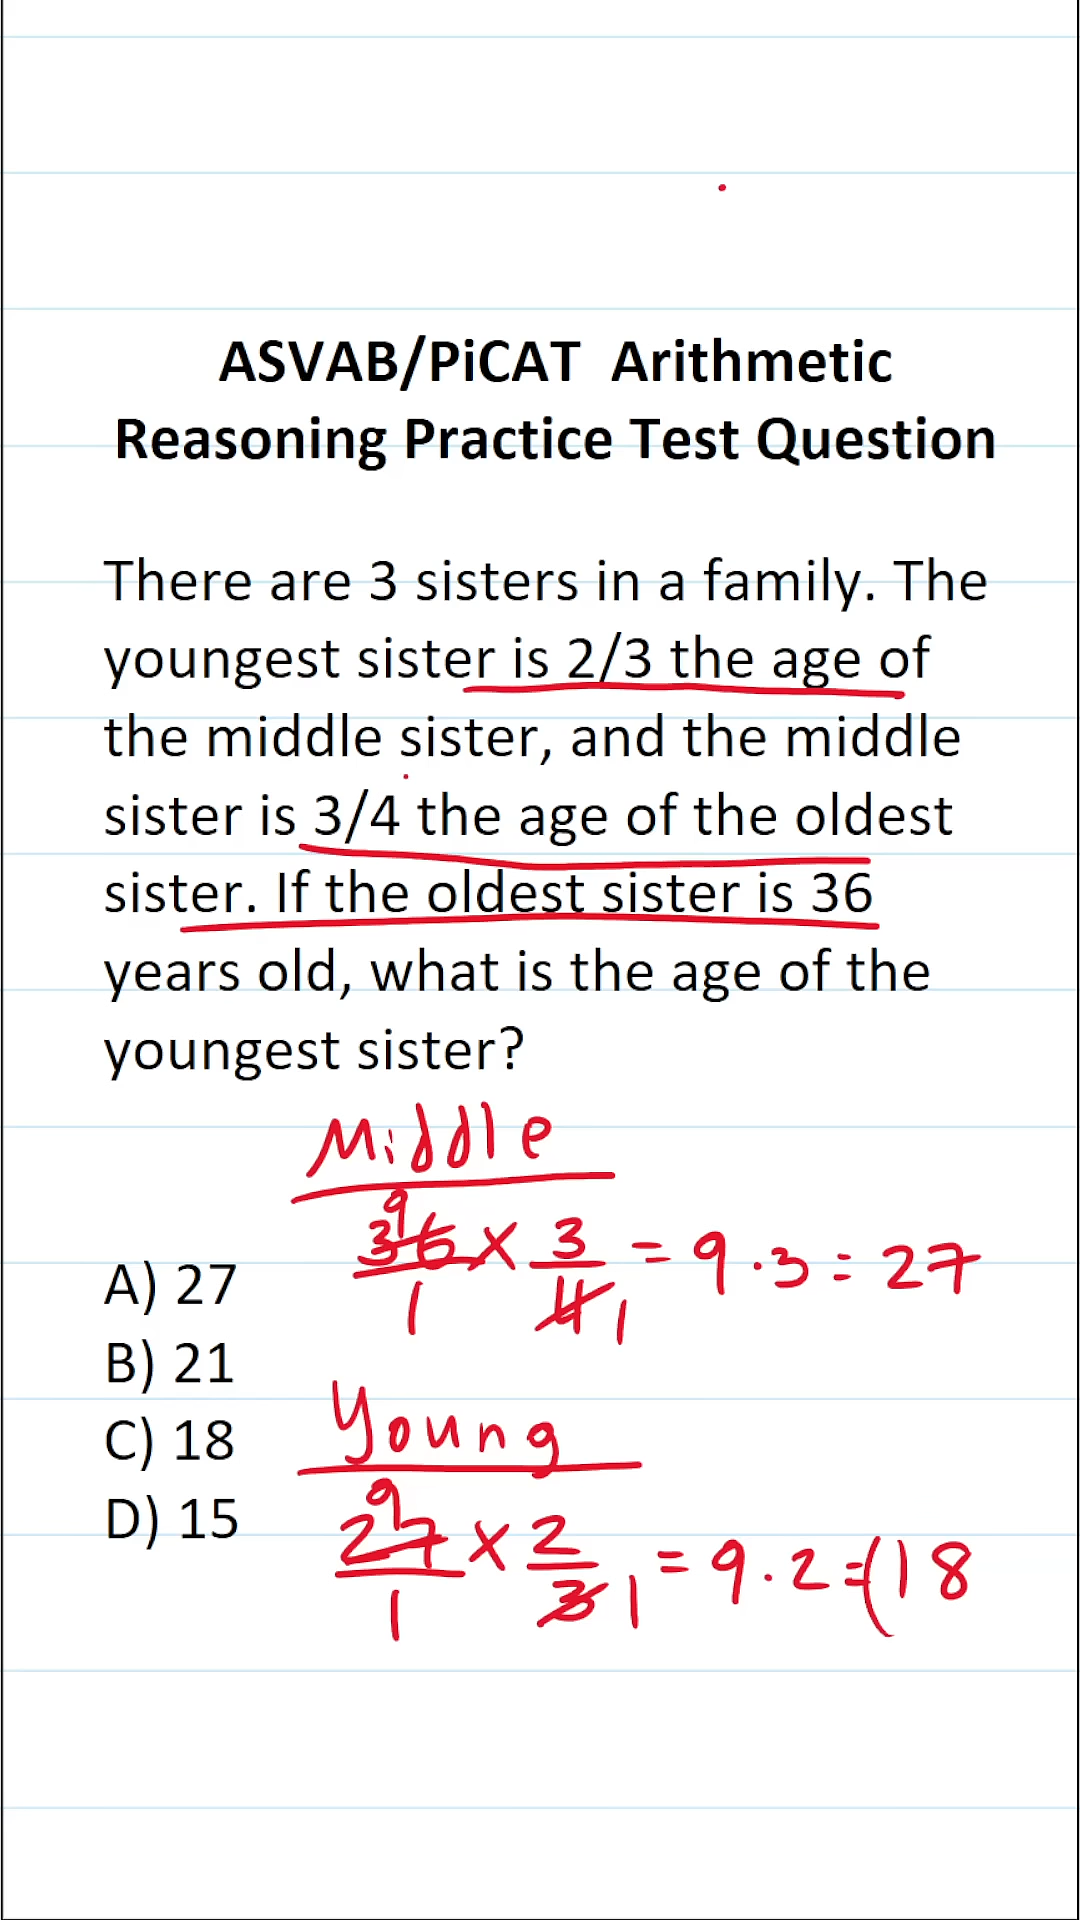 ASVAB/PiCAT Arithmetic
Reasoning Practice Test Question
There are 3 sisters in a family. The
youngest sister is 2/3 the age of
the middle sister, and the middle
sister is 3/4 the age of the oldest
sister. If the oldest sister is 36
years old, what is the age of the
youngest sister?
Middle
9
36/1 x 3/4 1 = 9 · 3 = 27
A) 27
B) 21
C) 18
D) 15
Young
9
27/1 x 2/3 1 = 9 · 2 = (18